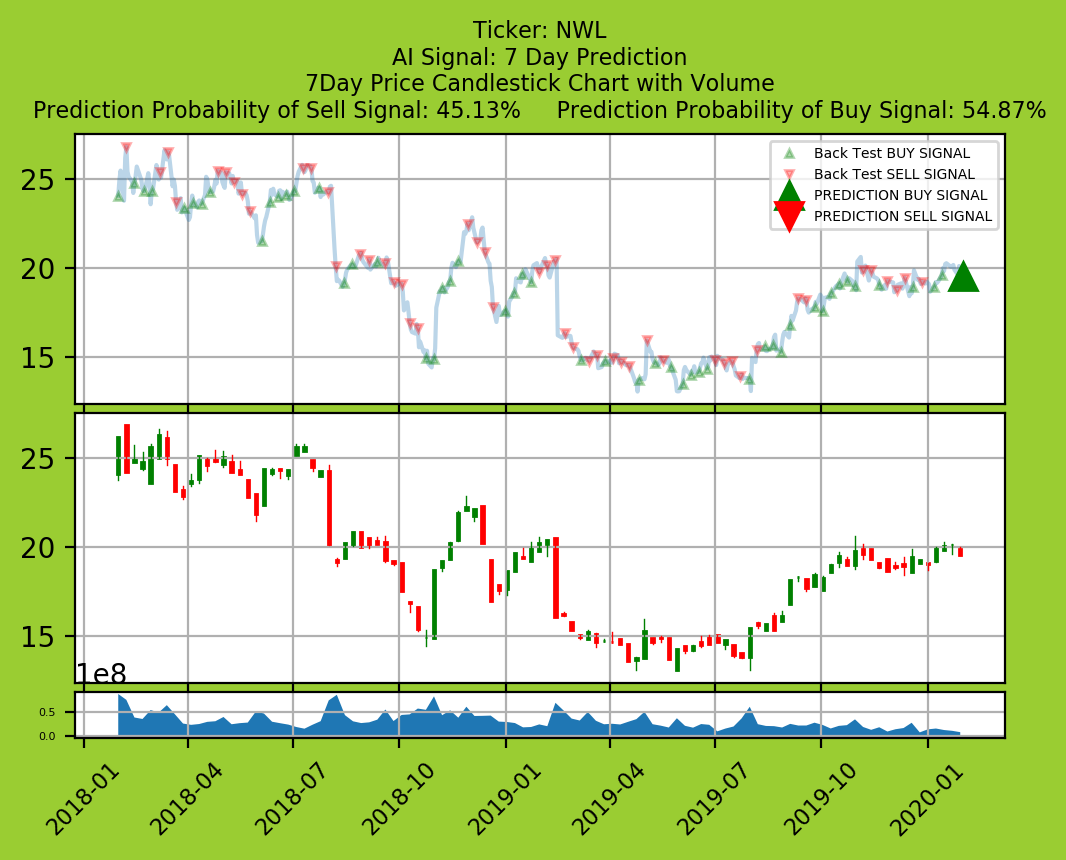 Ticker: NWL
AI Signal: 7 Day Prediction
7Day Price Candlestick Chart with Volume
Prediction Probability of Sell Signal: 45.13% Prediction Probability of Buy Signal: 54.87%
Back Test BUY SIGNAL
Back Test SELL SIGNAL
PREDICTION BUY SIGNAL
PREDICTION SELL SIGNAL
25
20
15
25
20
15
1e8
0.5
0.0
2018-01
2018-04
2018-07
2018-10
2019-01
2019-04
2019-07
2019-10
2020-01